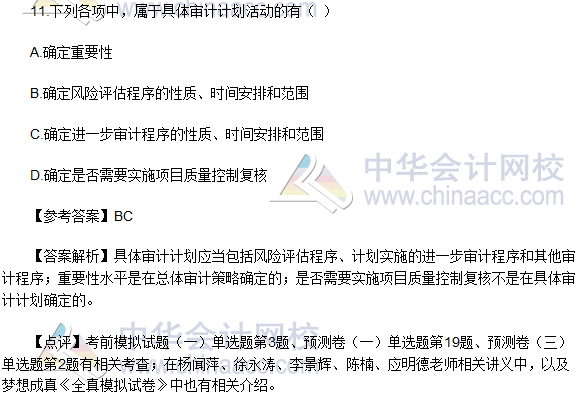 11.下列各项中，属于具体审计计划活动的有（ ）
A.确定重要性
B.确定风险评估程序的性质、时间安排和范围
C.确定进一步审计程序的性质、时间安排和范围
D.确定是否需要实施项目质量控制复核
中华会计网校
www.chinaacc.com
【参考答案】BC
【答案解析】具体审计计划应当包括风险评估程序、计划实施的进一步审计程序和其他审
计程序；重要性水平是在总体审计策略确定的；是否需要实施项目质量控制复核不是在具体审
计计划确定的。
中华会计网校
www.chinaacc.com
【点评】考前模拟试题（一）单选题第3题、预测卷（一）单选题第19题、预测卷（三）
单选题第2题有相关考查；在杨闻萍、徐永涛、李景辉、陈楠、应明德老师相关讲义中，以及
梦想成真《全真模拟试卷》中也有相关介绍。